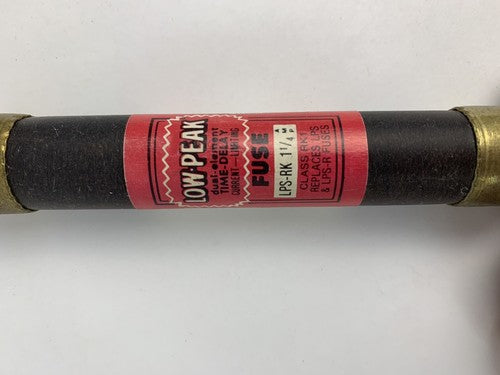 LOW-PEAK
dual-element
TIME-DELAY
CURRENT-LIMITING
FUSE
LPS-RK 1 1/4 AMP
CLASS RK1
REPLACES LPS
& LPS-R FUSES